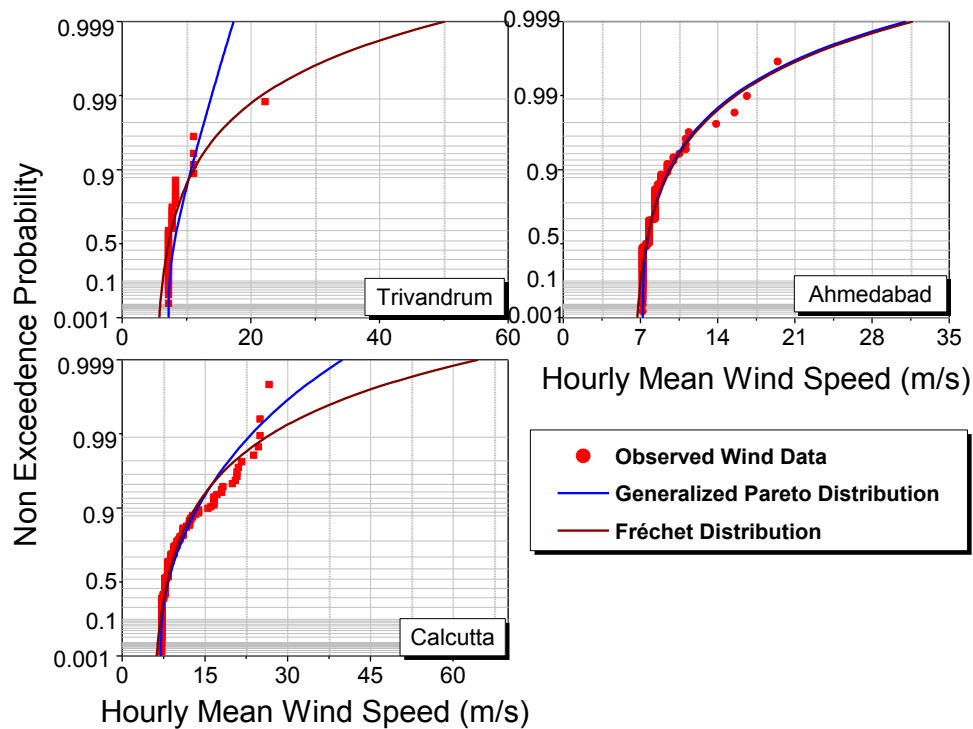 Non Exceedence Probability
0.999
0.99
0.9
0.5
0.1
0.001
0 20 40 60
Trivandrum
0.999
0.99
0.9
0.5
0.1
0.001
0 7 14 21 28 35
Ahmedabad
Hourly Mean Wind Speed (m/s)
0.999
0.99
0.9
0.5
0.1
0.001
0 15 30 45 60
Calcutta
Hourly Mean Wind Speed (m/s)
Observed Wind Data
Generalized Pareto Distribution
Fréchet Distribution